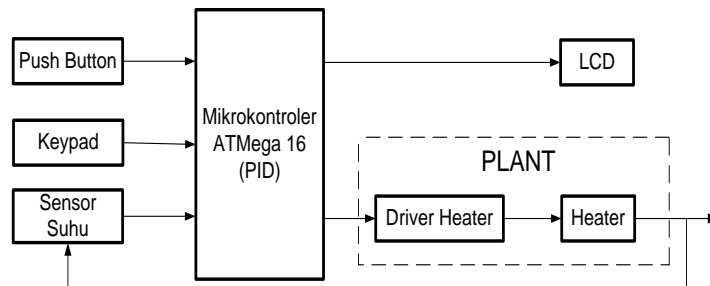 Push Button
Keypad
Sensor
Suhu
Mikrokontroler
ATMega 16
(PID)
LCD
PLANT
Driver Heater
Heater